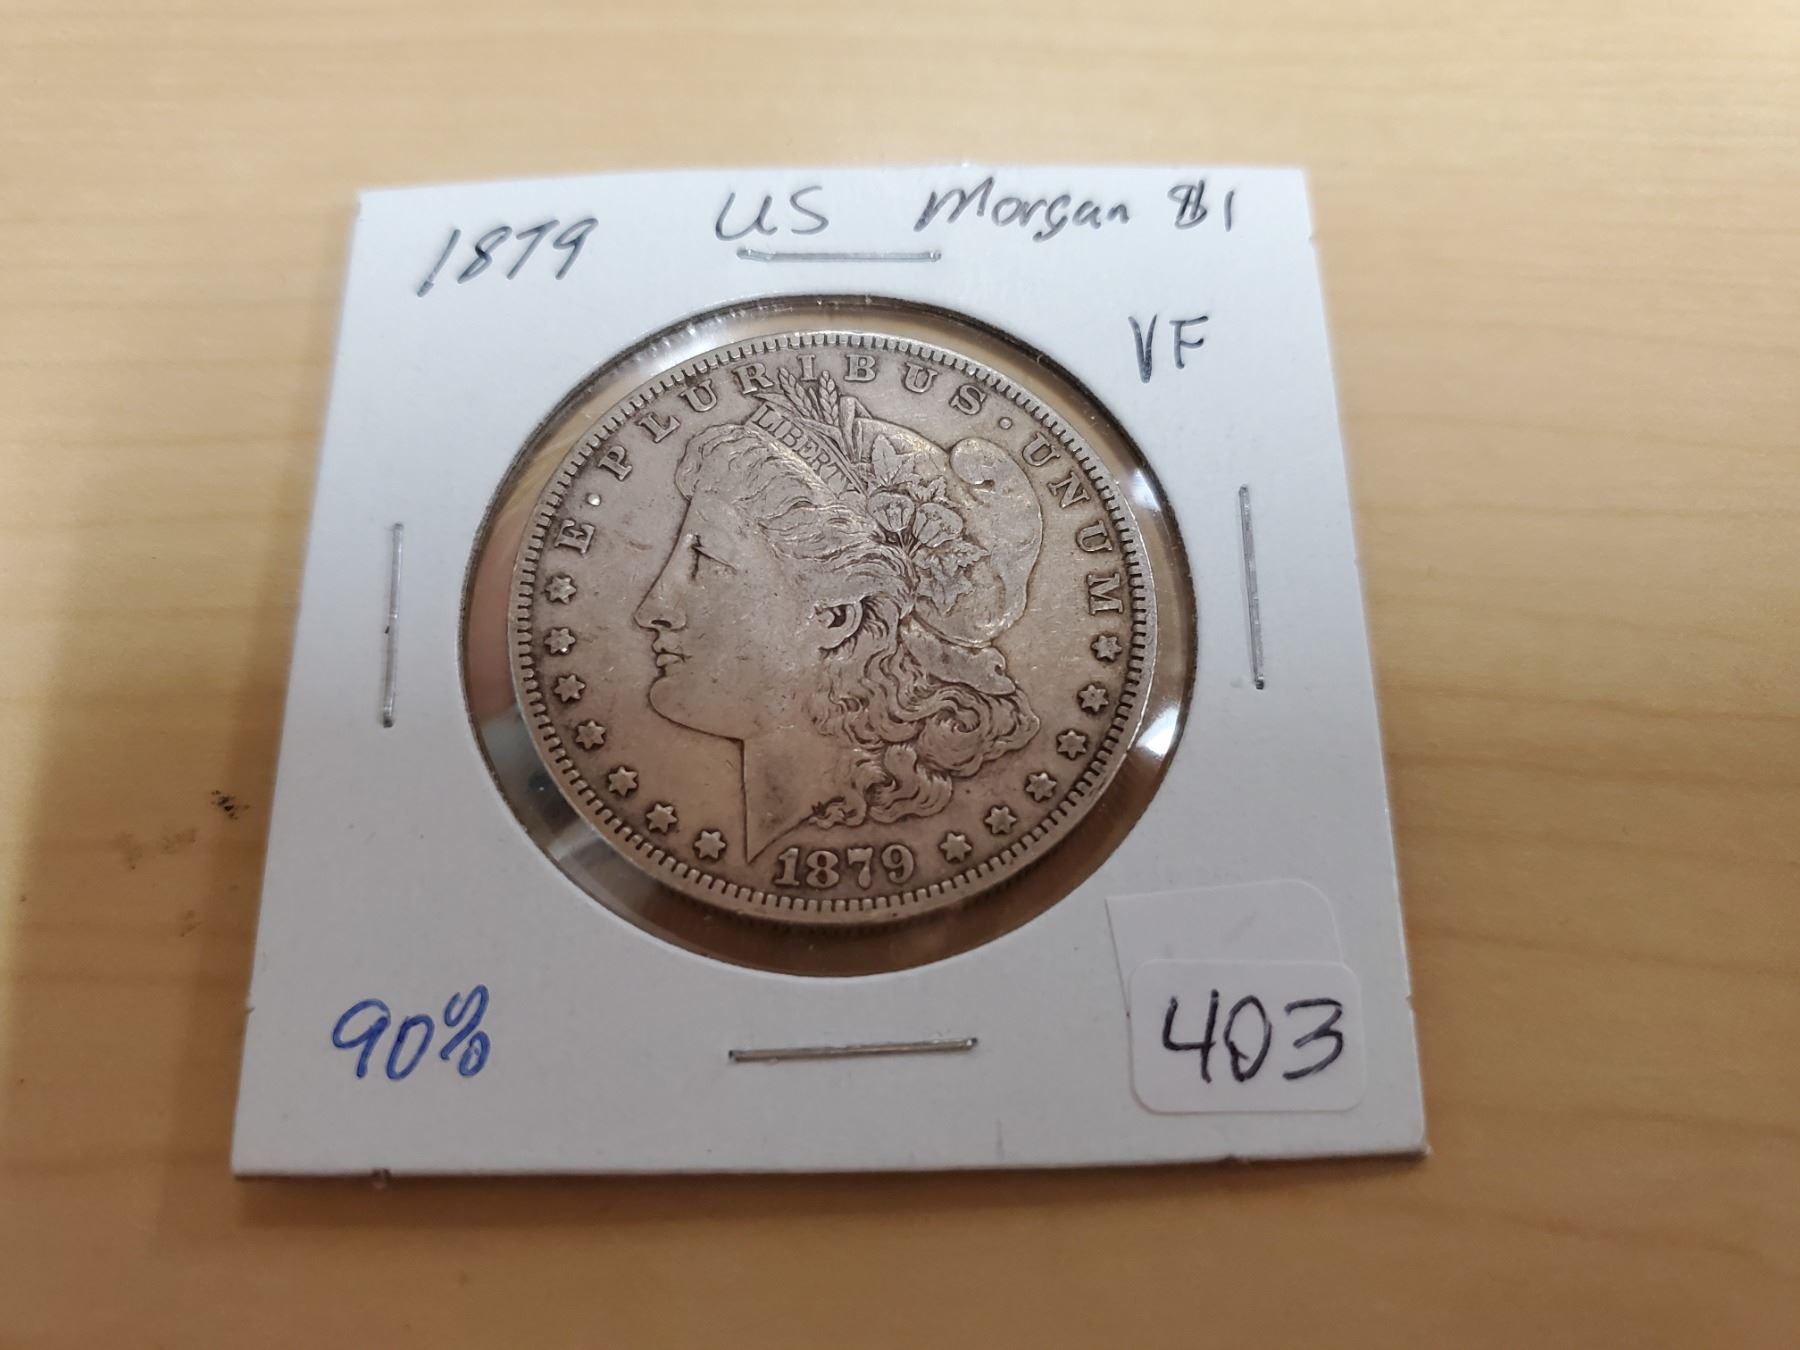 1879 US Morgan $1
VF
E · PLURIBUS · UNUM
LIBERTY
1879
90%
403